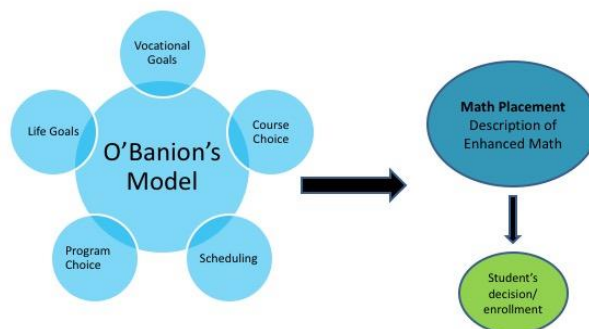 Vocational
Goals
Life Goals
O’Banion’s
Model
Course
Choice
Program
Choice
Scheduling
Math Placement
Description of
Enhanced Math
Student’s
decision/
enrollment